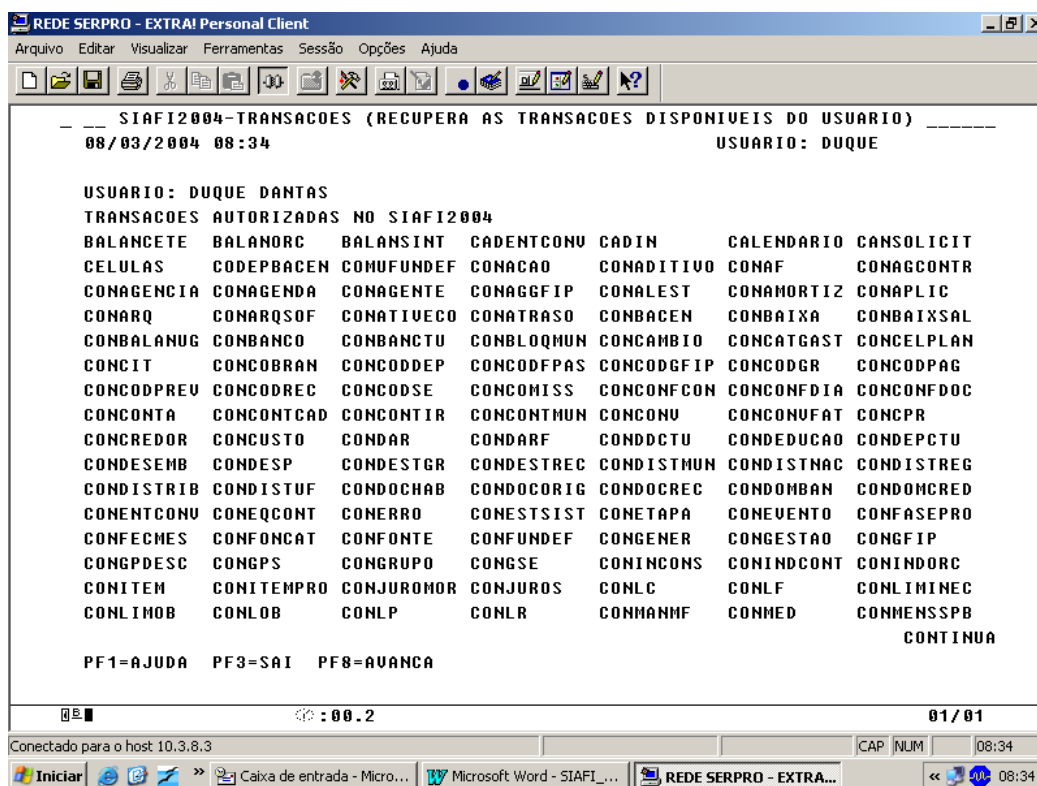 REDE SERPRO - EXTRA! Personal Client
Arquivo Editar Visualizar Ferramentas Sessão Opções Ajuda
_ __ SIAFI2004-TRANSACOES (RECUPERA AS TRANSACOES DISPONIVEIS DO USUARIO) ______
08/03/2004 08:34 USUARIO: DUQUE
USUARIO: DUQUE DANTAS
TRANSACOES AUTORIZADAS NO SIAFI2004
BALANCETE BALANORC BALANSINT CADENTCONV CADIN CALENDARIO CANSOLICIT
CELULAS CODEPBACEN COMUFUNDEF CONACAO CONADITIVO CONAF CONAGCONTR
CONAGENCIA CONAGENDA CONAGENTE CONAGGFIP CONALEST CONAMORTIZ CONAPLIC
CONARQ CONARQSOF CONATIVECO CONATRASO CONBACEN CONBAIXA CONBAIXSAL
CONBALANUG CONBANCO CONBANCTU CONBLOQMUN CONCAMBIO CONCATGAST CONCELPLAN
CONCIT CONCOBRAN CONCODDEP CONCODFPAS CONCODGFIP CONCODGR CONCODPAG
CONCODPREV CONCODREC CONCODSE CONCOMISS CONCONFCON CONCONFDIA CONCONFDOC
CONCONTA CONCONTCAD CONCONTIR CONCONTMUN CONCONV CONCONVFAT CONCPR
CONCREDOR CONCUSTO CONDAR CONDARF CONDDCTU CONDEDUCAO CONDEPCTU
CONDESEMB CONDESP CONDESTGR CONDESTREC CONDISTMUN CONDISTNAC CONDISTREG
CONDISTRIB CONDISTUF CONDOCHAB CONDOCORIG CONDOCREC CONDOMBAN CONDOMCRED
CONENTCONV CONEQCONT CONERRO CONESTSIST CONETAPA CONEVENTO CONFASEPRO
CONFECMES CONFONCAT CONFONTE CONFUNDEF CONGENER CONGESTAO CONGFIP
CONGPDESC CONGPS CONGRUPO CONGSE CONINCONS CONINDCONT CONINDORC
CONITEM CONITEMPRO CONJUROMOR CONJUROS CONLC CONLF CONLIMINEC
CONLIMOB CONLOB CONLP CONLR CONMANMF CONMED CONMENSSPB
CONTINUA
PF1=AJUDA PF3=SAI PF8=AVANCA
:00.2 01/01
Conectado para o host 10.3.8.3 CAP NUM 08:34
Iniciar » Caixa de entrada - Micro... Microsoft Word - SIAFI_... REDE SERPRO - EXTRA... « 08:34